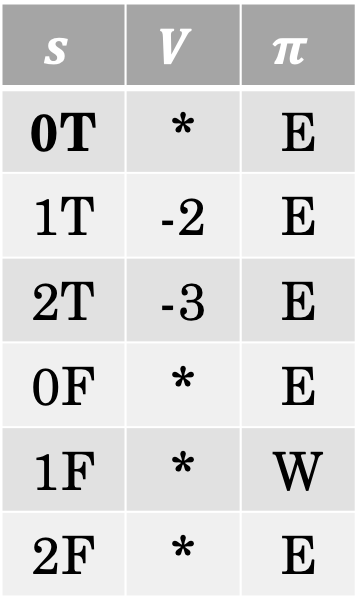 s V π
0T * E
1T -2 E
2T -3 E
0F * E
1F * W
2F * E